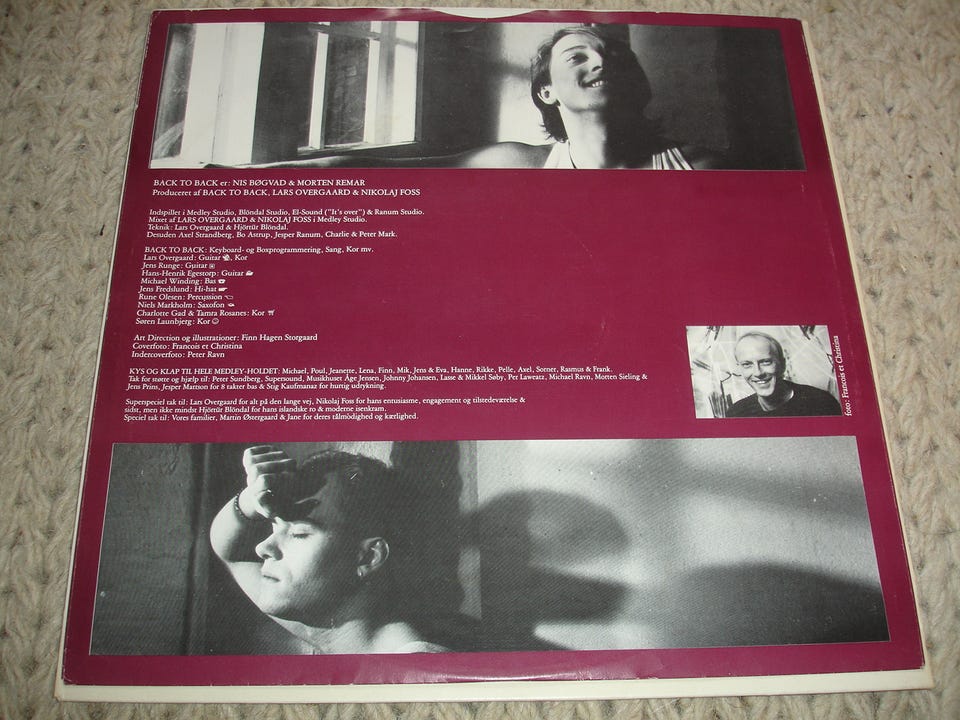 BACK TO BACK er: NIS BØGVAD & MORTEN REMAR
Produceret af BACK TO BACK, LARS OVERGAARD & NIKOLAJ FOSS
Indspillet i Medley Studio, Blöndal Studio, El-Sound ("It's over") & Ranum Studio.
Mixet af LARS OVERGAARD & NIKOLAJ FOSS i Medley Studio.
Teknik: Lars Overgaard & Hjörtür Blöndal.
Desuden Axel Strandberg, Bo Astrup, Jesper Ranum, Charlie & Peter Mark.
BACK TO BACK: Keyboard- og Boxprogrammering, Sang, Kor mv.
Lars Overgaard: Guitar, Kor
Jens Runge: Guitar
Hans-Henrik Egestorp: Guitar
Michael Winding: Bas
Jens Fredslund: Hi-hat
Rune Olesen: Percussion
Niels Markholm: Saxofon
Charlotte Gad & Tamra Rosanes: Kor
Søren Launbjerg: Kor
Art Direction og illustrationer: Finn Hagen Storgaard
Coverfoto: Francois et Christina
Indercoverfoto: Peter Ravn
KYS OG KLAP TIL HELE MEDLEY-HOLDET: Michael, Poul, Jeanette, Lena, Finn, Mik, Jens & Eva, Hanne, Rikke, Pelle, Axel, Sornet, Rasmus & Frank.
Tak for støtte og hjælp til: Peter Sundberg, Supersound, Musikhuset Åge Jensen, Johnny Johansen, Lasse & Mikkel Søby, Per Laweatz, Michael Ravn, Morten Sieling &
Jens Prins, Jesper Mattson for 8 takter bas & Stig Kaufmanaz for hurtig udrykning.
Superspeciel tak til: Lars Overgaard for alt på den lange vej, Nikolaj Foss for hans entusiasme, engagement og tilstedeværelse &
sidst, men ikke mindst Hjörtür Blöndal for hans islandske ro & moderne isenkram.
Speciel tak til: Vores familier, Martin Østergaard & Jane for deres tålmodighed og kærlighed.
foto: Francois et Christina